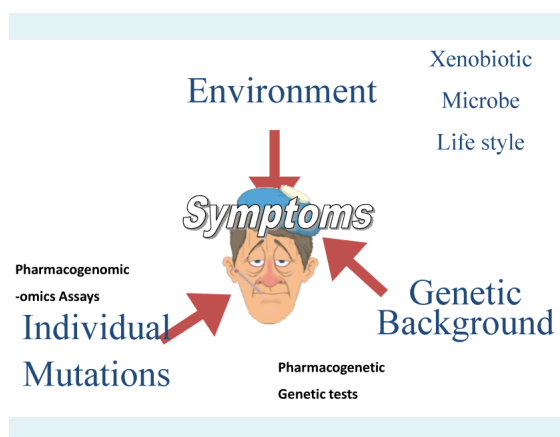 Xenobiotic
Environment
Microbe
Life style
Symptoms
Pharmacogenomic
-omics Assays
Genetic
Background
Individual
Mutations
Pharmacogenetic
Genetic tests